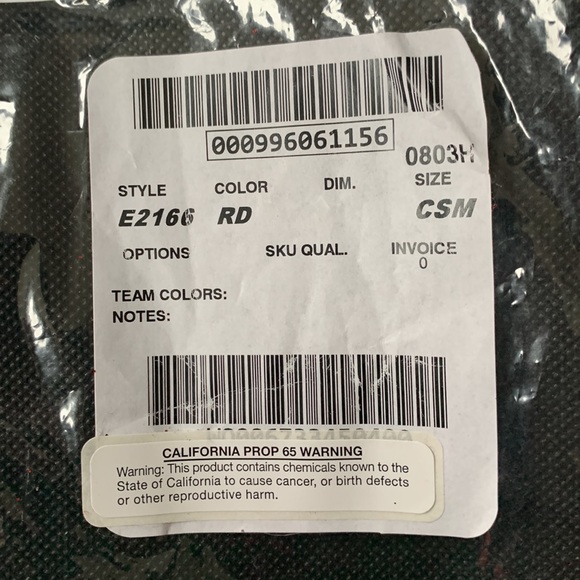 000996061156
0803H
STYLE COLOR DIM. SIZE
E2166 RD CSM
OPTIONS SKU QUAL. INVOICE
0
TEAM COLORS:
NOTES:
CALIFORNIA PROP 65 WARNING
Warning: This product contains chemicals known to the
State of California to cause cancer, or birth defects
or other reproductive harm.